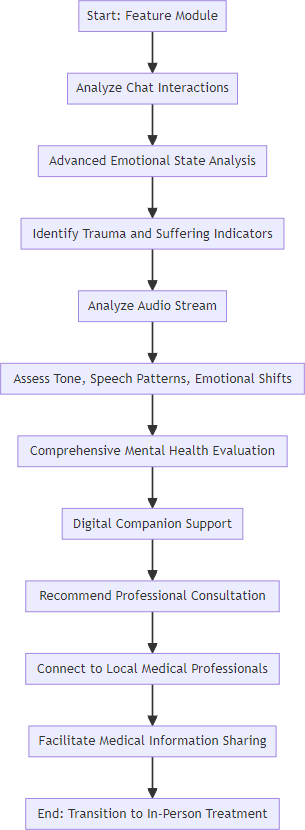 Start: Feature Module
Analyze Chat Interactions
Advanced Emotional State Analysis
Identify Trauma and Suffering Indicators
Analyze Audio Stream
Assess Tone, Speech Patterns, Emotional Shifts
Comprehensive Mental Health Evaluation
Digital Companion Support
Recommend Professional Consultation
Connect to Local Medical Professionals
Facilitate Medical Information Sharing
End: Transition to In-Person Treatment